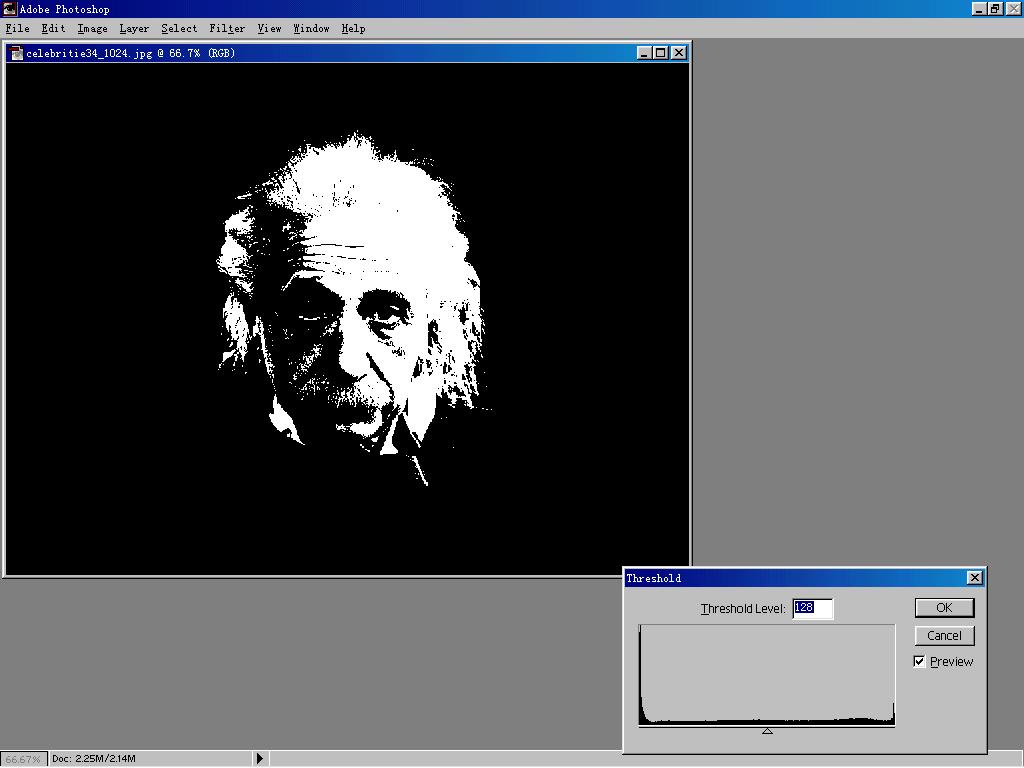 Adobe Photoshop
File Edit Image Layer Select Filter View Window Help
celebritie34_1024.jpg @ 66.7% (RGB)
Threshold
Threshold Level: 128
OK
Cancel
Preview
66.67% Doc: 2.25M/2.14M